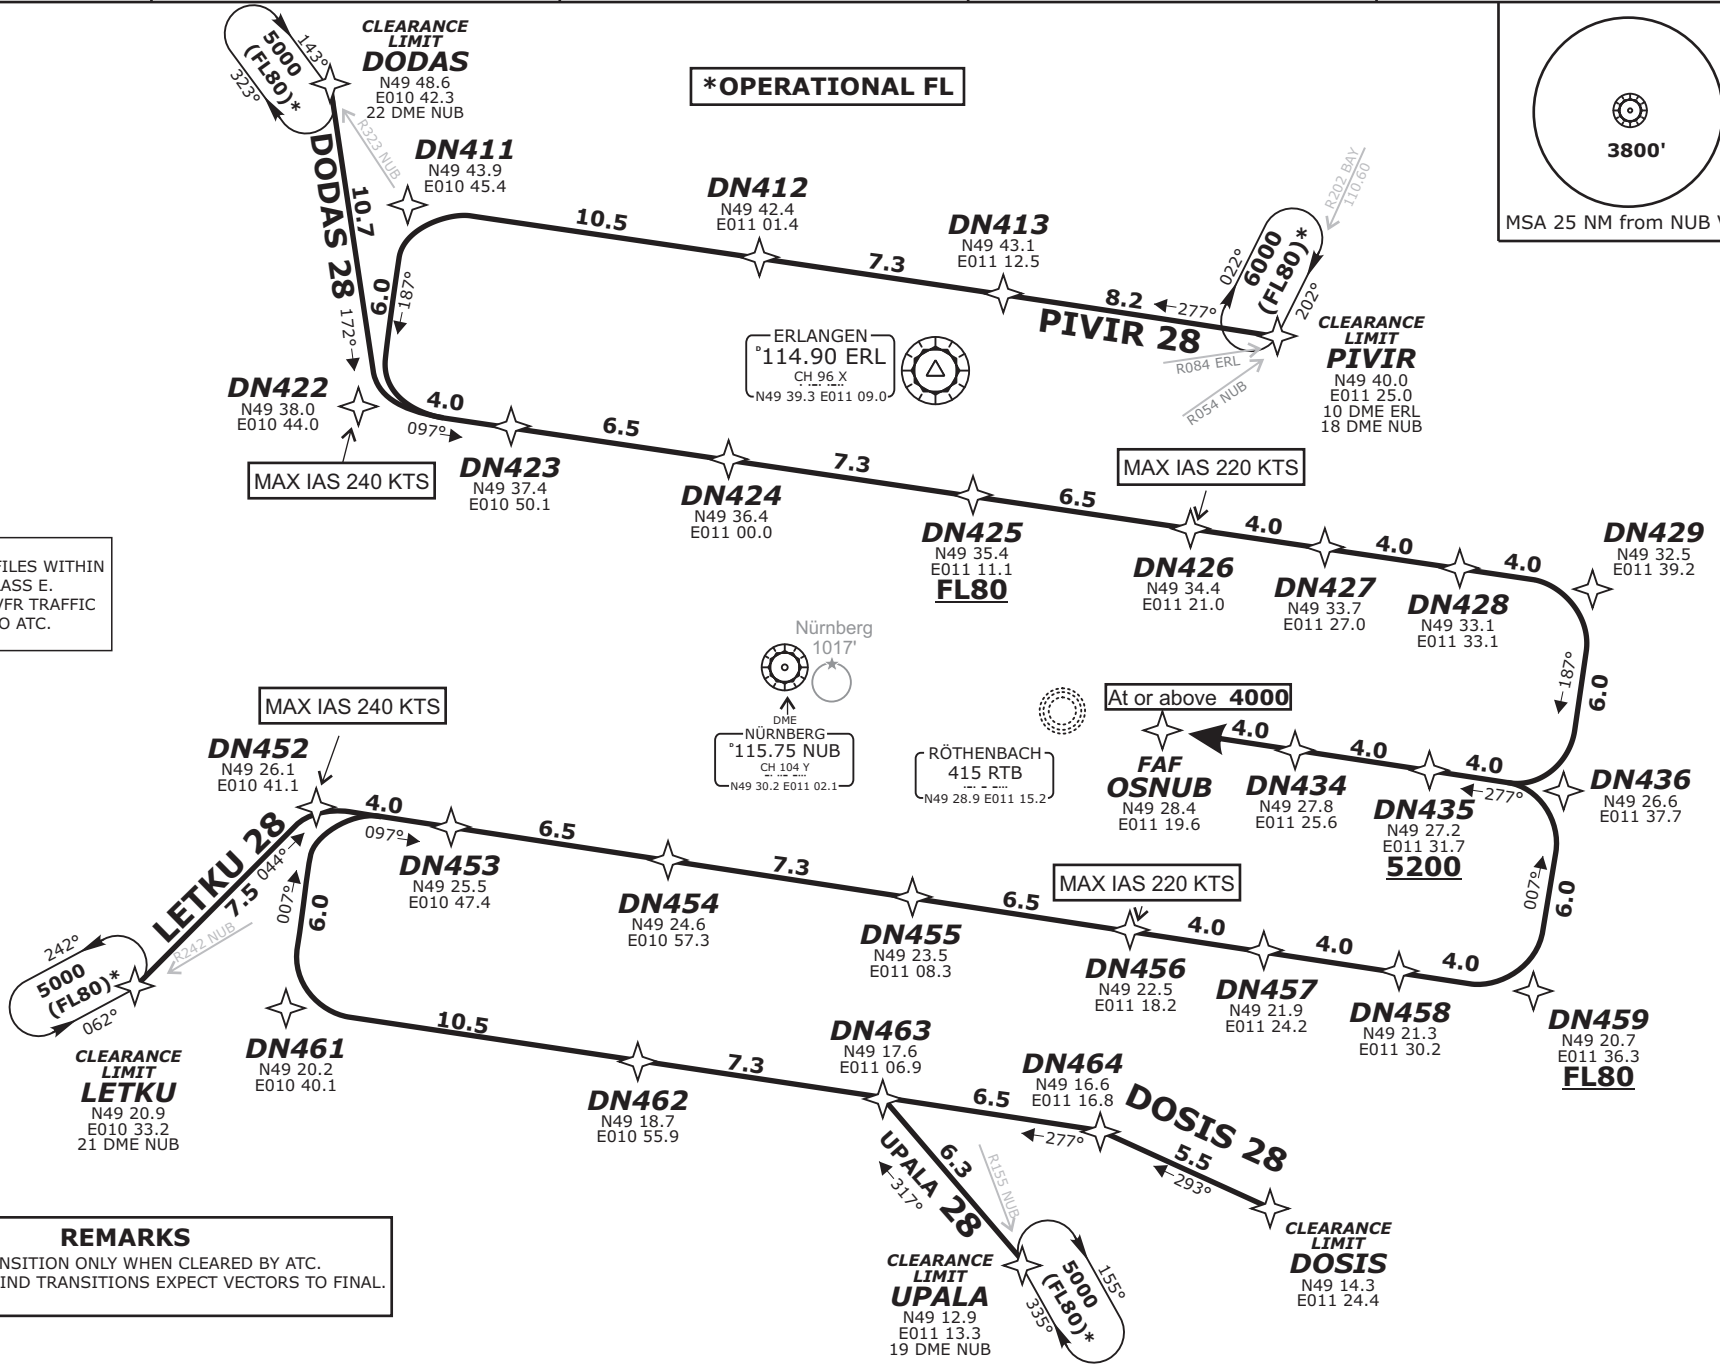 CLEARANCE
LIMIT
DODAS
N49 48.6
E010 42.3
22 DME NUB
5000
(FL80)*
143°
323°
R323 NUB
*OPERATIONAL FL
3800'
MSA 25 NM from NUB V
DN411
N49 43.9
E010 45.4
DODAS 28
10.7
172°
6.0
187°
10.5
DN412
N49 42.4
E011 01.4
7.3
DN413
N49 43.1
E011 12.5
8.2
277°
PIVIR 28
R202 BAY
110.60
6000
(FL80)*
022°
202°
CLEARANCE
LIMIT
PIVIR
N49 40.0
E011 25.0
10 DME ERL
18 DME NUB
R084 ERL
R054 NUB
ERLANGEN
D114.90 ERL
CH 96 X
N49 39.3 E011 09.0
DN422
N49 38.0
E010 44.0
MAX IAS 240 KTS
4.0
097°
DN423
N49 37.4
E010 50.1
6.5
DN424
N49 36.4
E011 00.0
7.3
DN425
N49 35.4
E011 11.1
FL80
6.5
MAX IAS 220 KTS
DN426
N49 34.4
E011 21.0
4.0
DN427
N49 33.7
E011 27.0
4.0
DN428
N49 33.1
E011 33.1
4.0
DN429
N49 32.5
E011 39.2
187°
6.0
FILES WITHIN
ASS E.
VFR TRAFFIC
O ATC.
Nürnberg
1017'
DME
NÜRNBERG
D115.75 NUB
CH 104 Y
N49 30.2 E011 02.1
RÖTHENBACH
415 RTB
N49 28.9 E011 15.2
At or above 4000
FAF
OSNUB
N49 28.4
E011 19.6
4.0
DN434
N49 27.8
E011 25.6
4.0
DN435
N49 27.2
E011 31.7
5200
4.0
277°
DN436
N49 26.6
E011 37.7
MAX IAS 240 KTS
DN452
N49 26.1
E010 41.1
4.0
097°
DN453
N49 25.5
E010 47.4
6.5
DN454
N49 24.6
E010 57.3
7.3
DN455
N49 23.5
E011 08.3
6.5
MAX IAS 220 KTS
DN456
N49 22.5
E011 18.2
4.0
DN457
N49 21.9
E011 24.2
4.0
DN458
N49 21.3
E011 30.2
4.0
007°
6.0
DN459
N49 20.7
E011 36.3
FL80
LETKU 28
7.5
044°
007°
6.0
R242 NUB
242°
5000
(FL80)*
062°
CLEARANCE
LIMIT
LETKU
N49 20.9
E010 33.2
21 DME NUB
DN461
N49 20.2
E010 40.1
10.5
DN462
N49 18.7
E010 55.9
7.3
DN463
N49 17.6
E011 06.9
6.5
DN464
N49 16.6
E011 16.8
277°
DOSIS 28
5.5
293°
CLEARANCE
LIMIT
DOSIS
N49 14.3
E011 24.4
UPALA 28
6.3
317°
R155 NUB
CLEARANCE
LIMIT
UPALA
N49 12.9
E011 13.3
19 DME NUB
5000
(FL80)*
155°
335°
REMARKS
NSITION ONLY WHEN CLEARED BY ATC.
IND TRANSITIONS EXPECT VECTORS TO FINAL.